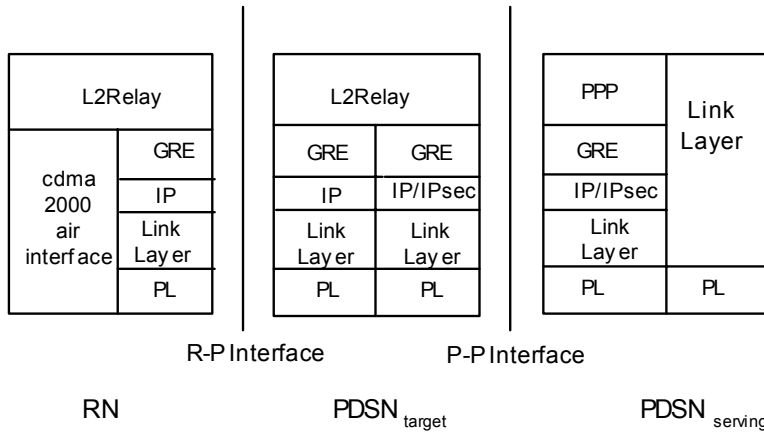 L2Relay
cdma
2000
air
interface
GRE
IP
Link
Layer
PL
L2Relay
GRE
IP
Link
Layer
PL
GRE
IP/IPsec
Link
Layer
PL
PPP
GRE
IP/IPsec
Link
Layer
PL
Link
Layer
PL
R-P Interface
P-P Interface
RN
PDSN target
PDSN serving